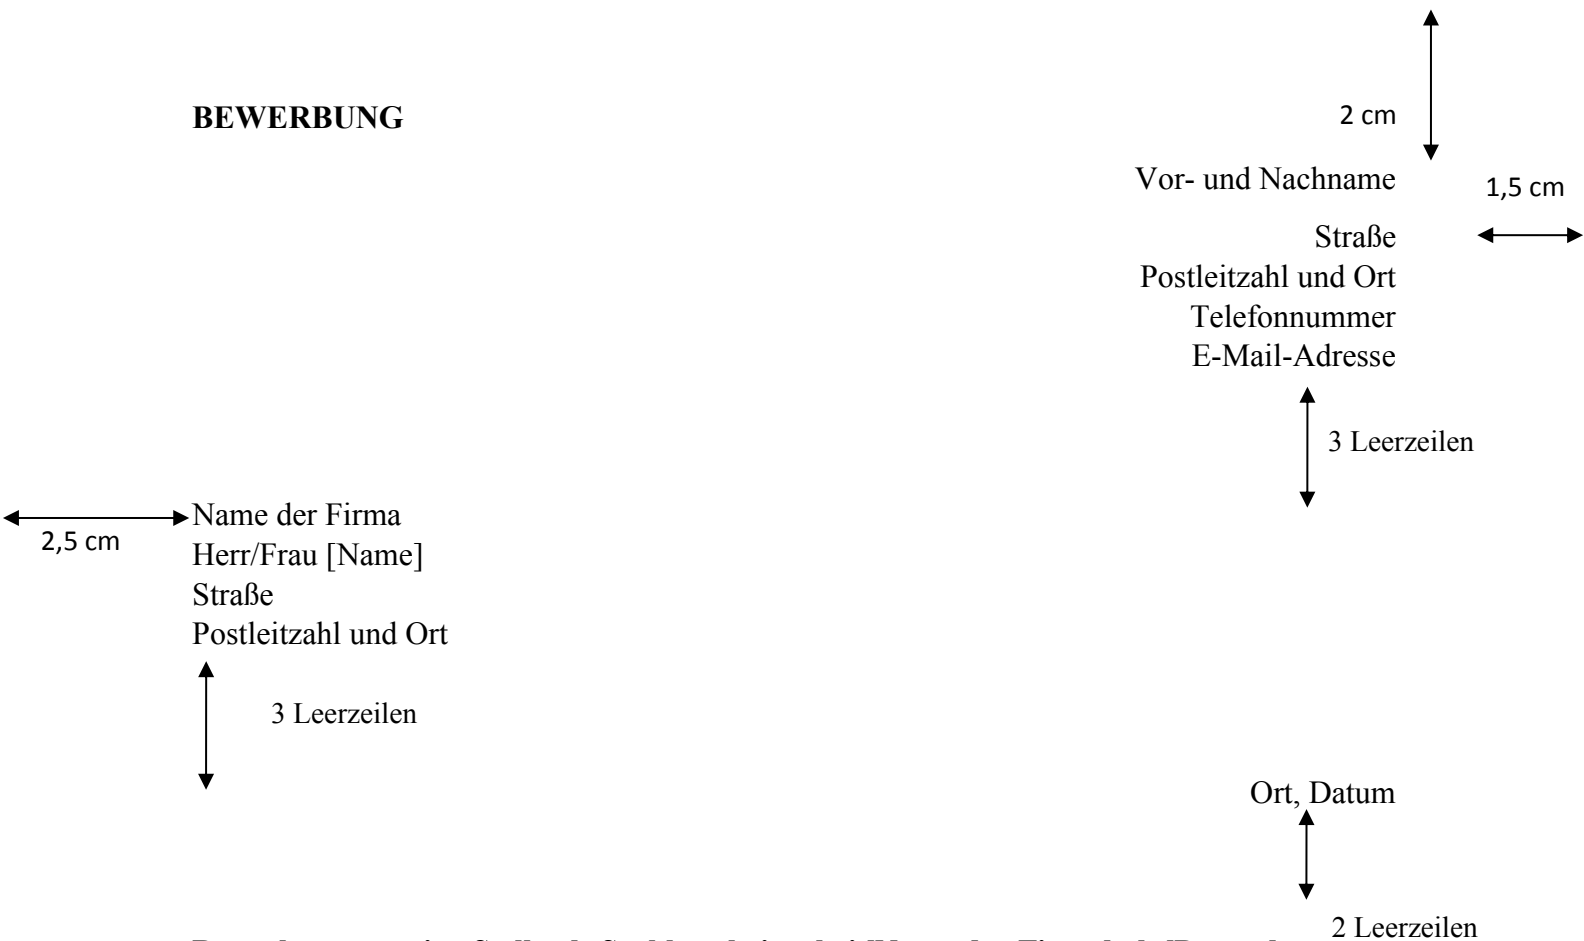 BEWERBUNG
2 cm
Vor- und Nachname
1,5 cm
Straße
Postleitzahl und Ort
Telefonnummer
E-Mail-Adresse
3 Leerzeilen
Name der Firma
2,5 cm
Herr/Frau [Name]
Straße
Postleitzahl und Ort
3 Leerzeilen
Ort, Datum
2 Leerzeilen